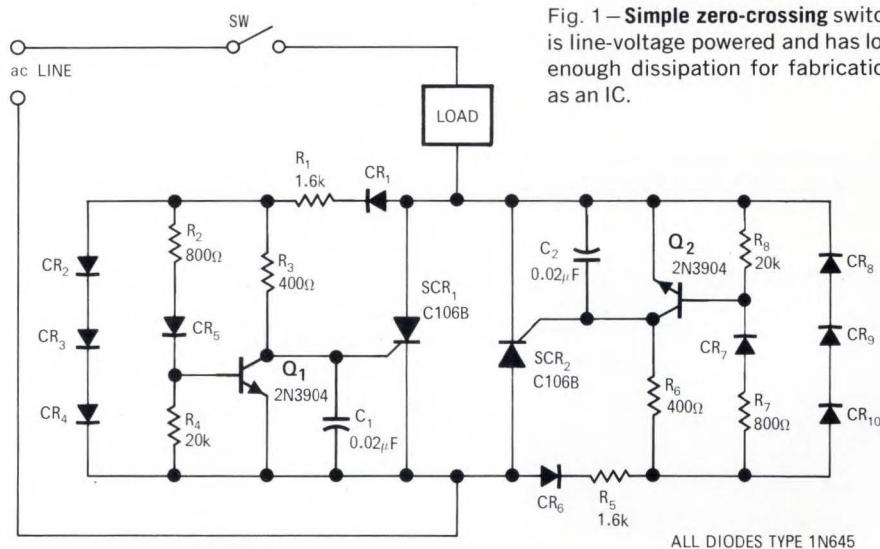 Fig. 1 – Simple zero-crossing
is line-voltage powered and has
enough dissipation for
as an IC.
SW
ac LINE
LOAD
R1
1.6k
CR1
R2
800Ω
R3
400Ω
CR2
CR3
CR4
CR5
SCR1
C106B
Q1
2N3904
R4
20k
C1
0.02μF
C2
0.02μF
Q2
2N3904
R8
20k
CR8
CR9
CR10
CR7
SCR2
C106B
R6
400Ω
R7
800Ω
CR6
R5
1.6k
ALL DIODES TYPE 1N645